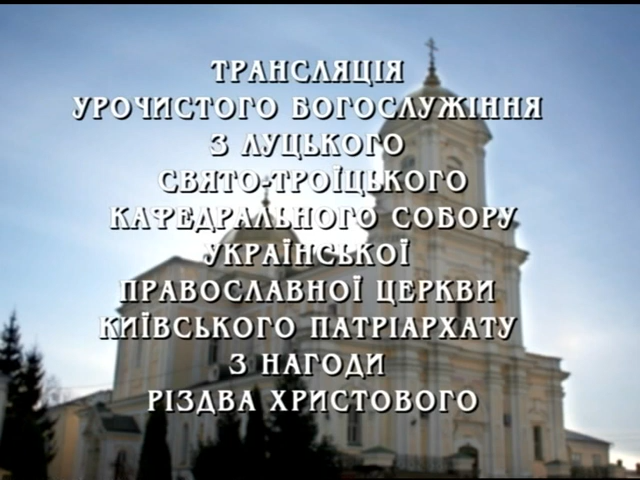 ТРАНСЛЯЦІЯ
УРОЧИСТОГО БОГОСЛУЖІННЯ
З ЛУЦЬКОГО
СВЯТО-ТРОЇЦЬКОГО
КАФЕДРАЛЬНОГО СОБОРУ
УКРАЇНСЬКОЇ
ПРАВОСЛАВНОЇ ЦЕРКВИ
КИЇВСЬКОГО ПАТРІАРХАТУ
З НАГОДИ
РІЗДВА ХРИСТОВОГО